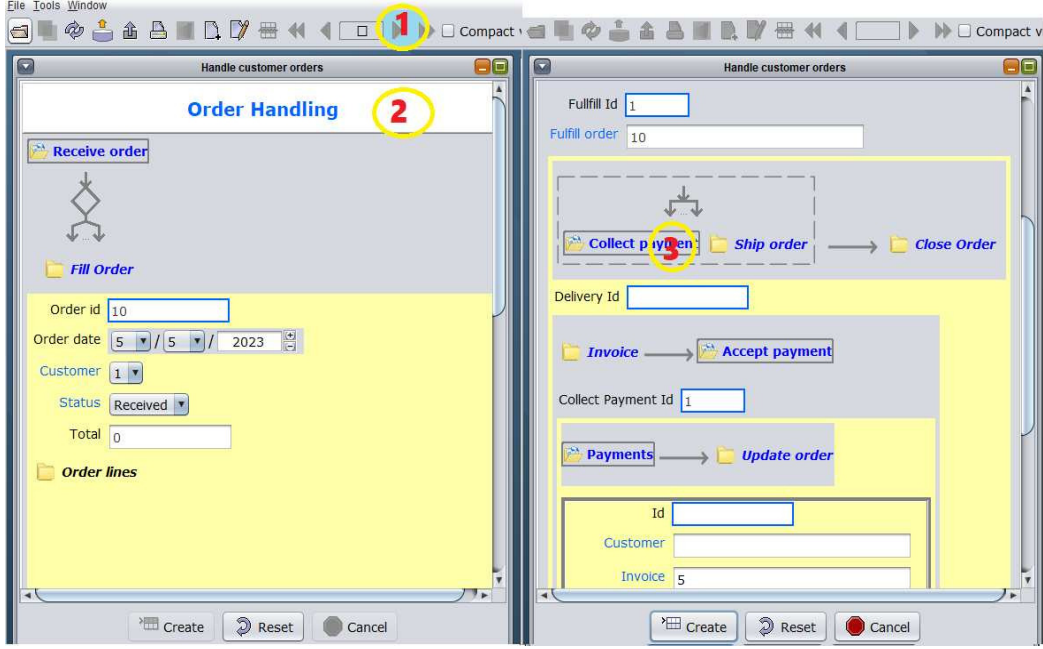 File Tools Window
1
Compact v
Compact v
Handle customer orders
Order Handling
2
Receive order
...
Fill Order
Order id 10
Order date 5 / 5 / 2023
Customer 1
Status Received
Total 0
Order lines
Create Reset Cancel
Handle customer orders
Fullfill Id 1
Fulfill order 10
...
Collect payment Ship order Close Order
3
Delivery Id
Invoice Accept payment
Collect Payment Id 1
Payments Update order
Id
Customer
Invoice 5
Create Reset Cancel